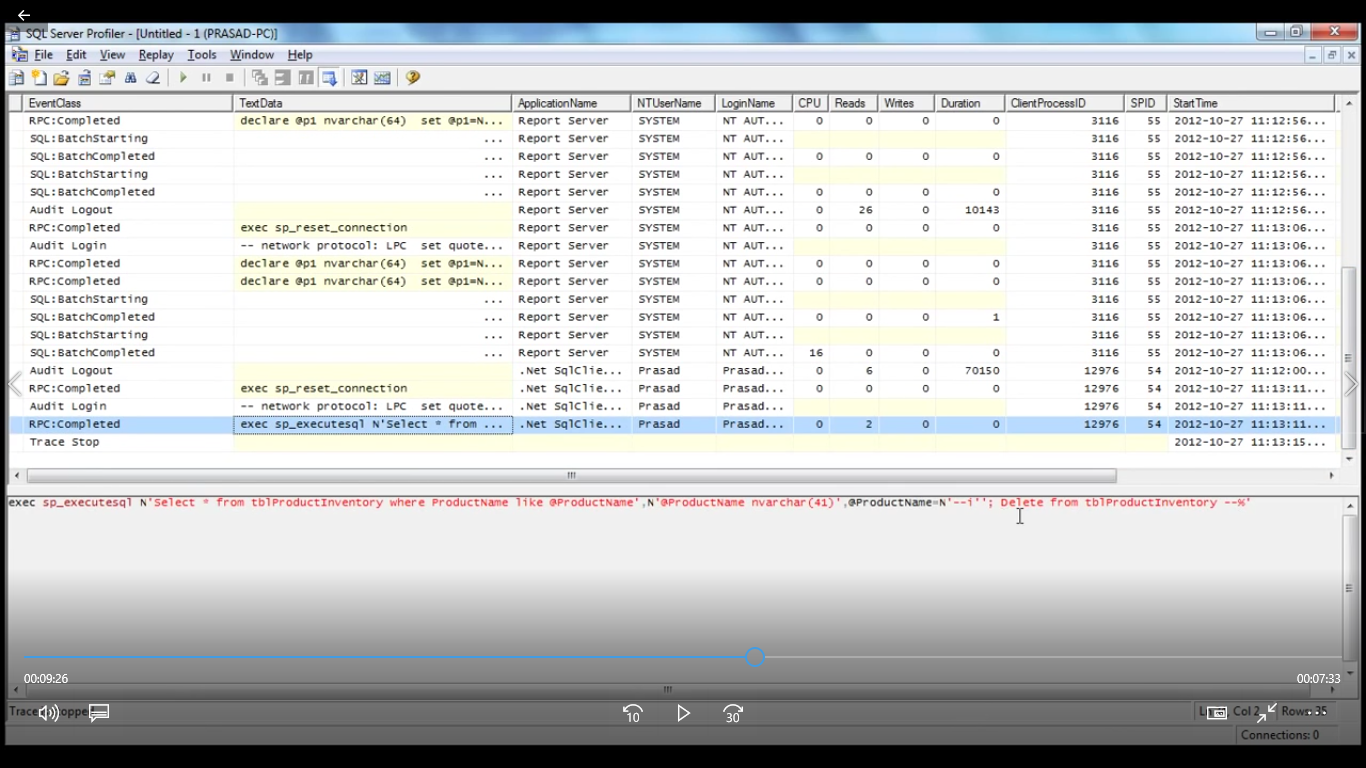 SQL Server Profiler - [Untitled - 1 (PRASAD-PC)]
File Edit View Replay Tools Window Help
EventClass TextData ApplicationName NTUserName LoginName CPU Reads Writes Duration ClientProcessID SPID StartTime
RPC:Completed declare @p1 nvarchar(64) set @p1=N... Report Server SYSTEM NT AUT... 0 0 0 0 3116 55 2012-10-27 11:12:56...
SQL:BatchStarting ... Report Server SYSTEM NT AUT... 3116 55 2012-10-27 11:12:56...
SQL:BatchCompleted ... Report Server SYSTEM NT AUT... 0 0 0 0 3116 55 2012-10-27 11:12:56...
SQL:BatchStarting ... Report Server SYSTEM NT AUT... 3116 55 2012-10-27 11:12:56...
SQL:BatchCompleted ... Report Server SYSTEM NT AUT... 0 0 0 0 3116 55 2012-10-27 11:12:56...
Audit Logout Report Server SYSTEM NT AUT... 0 26 0 10143 3116 55 2012-10-27 11:12:56...
RPC:Completed exec sp_reset_connection Report Server SYSTEM NT AUT... 0 0 0 0 3116 55 2012-10-27 11:13:06...
Audit Login -- network protocol: LPC set quote... Report Server SYSTEM NT AUT... 3116 55 2012-10-27 11:13:06...
RPC:Completed declare @p1 nvarchar(64) set @p1=N... Report Server SYSTEM NT AUT... 0 0 0 0 3116 55 2012-10-27 11:13:06...
RPC:Completed declare @p1 nvarchar(64) set @p1=N... Report Server SYSTEM NT AUT... 0 0 0 0 3116 55 2012-10-27 11:13:06...
SQL:BatchStarting ... Report Server SYSTEM NT AUT... 3116 55 2012-10-27 11:13:06...
SQL:BatchCompleted ... Report Server SYSTEM NT AUT... 0 0 0 1 3116 55 2012-10-27 11:13:06...
SQL:BatchStarting ... Report Server SYSTEM NT AUT... 3116 55 2012-10-27 11:13:06...
SQL:BatchCompleted ... Report Server SYSTEM NT AUT... 16 0 0 0 3116 55 2012-10-27 11:13:06...
Audit Logout .Net SqlClie... Prasad Prasad... 0 6 0 70150 12976 54 2012-10-27 11:12:00...
RPC:Completed exec sp_reset_connection .Net SqlClie... Prasad Prasad... 0 0 0 0 12976 54 2012-10-27 11:13:11...
Audit Login -- network protocol: LPC set quote... .Net SqlClie... Prasad Prasad... 12976 54 2012-10-27 11:13:11...
RPC:Completed exec sp_executesql N'Select * from ... .Net SqlClie... Prasad Prasad... 0 2 0 0 12976 54 2012-10-27 11:13:11...
Trace Stop 2012-10-27 11:13:15...
exec sp_executesql N'Select * from tblProductInventory where ProductName like @ProductName',N'@ProductName nvarchar(41)',@ProductName=N'--i''; Delete from tblProductInventory --%'
00:09:26 00:07:33
10 30
Col 2 Rows: 35
Connections: 0